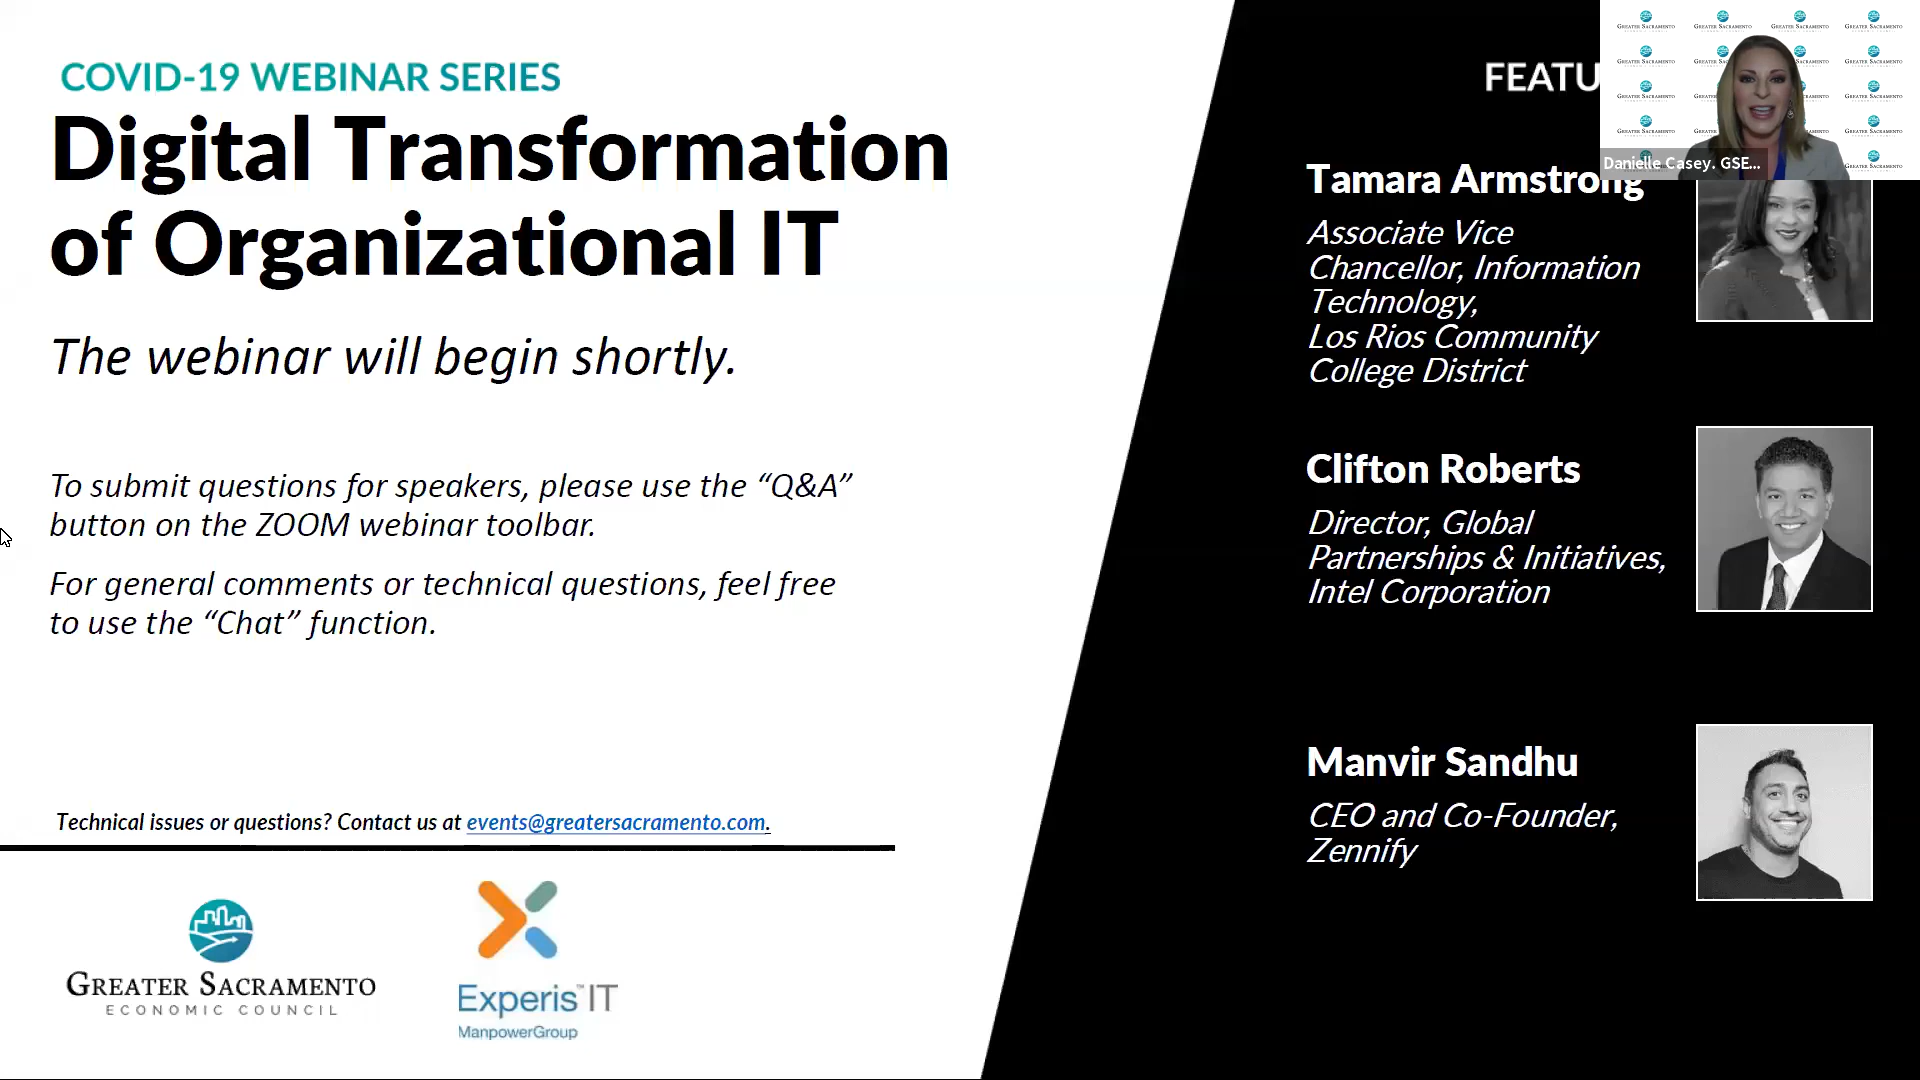 COVID-19 WEBINAR SERIES
Digital Transformation
of Organizational IT
The webinar will begin shortly.
To submit questions for speakers, please use the “Q&A”
button on the ZOOM webinar toolbar.
For general comments or technical questions, feel free
to use the “Chat” function.
Technical issues or questions? Contact us at events@greatersacramento.com.
GREATER SACRAMENTO
ECONOMIC COUNCIL
Experis™ IT
ManpowerGroup
FEATU
Danielle Casey. GSE...
Tamara Armstrong
Associate Vice
Chancellor, Information
Technology,
Los Rios Community
College District
Clifton Roberts
Director, Global
Partnerships & Initiatives,
Intel Corporation
Manvir Sandhu
CEO and Co-Founder,
Zennify